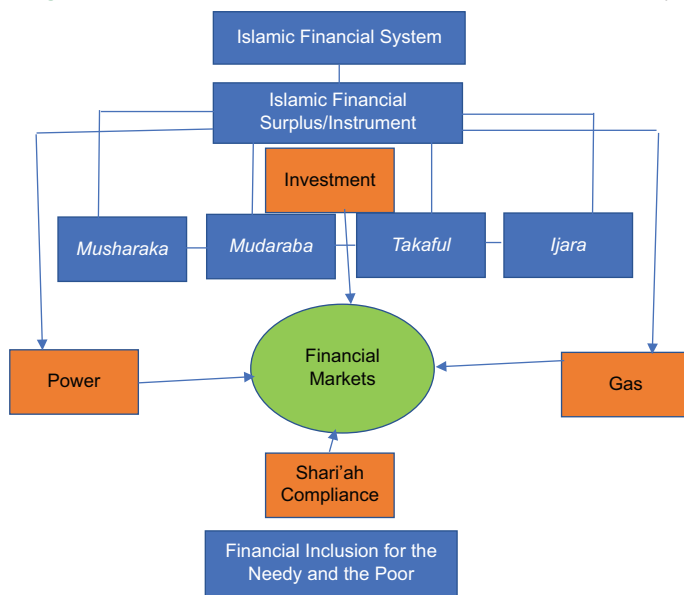 Islamic Financial System
Islamic Financial
Surplus/Instrument
Investment
Musharaka
Mudaraba
Takaful
Ijara
Financial
Markets
Power
Gas
Shari'ah
Compliance
Financial Inclusion for the
Needy and the Poor